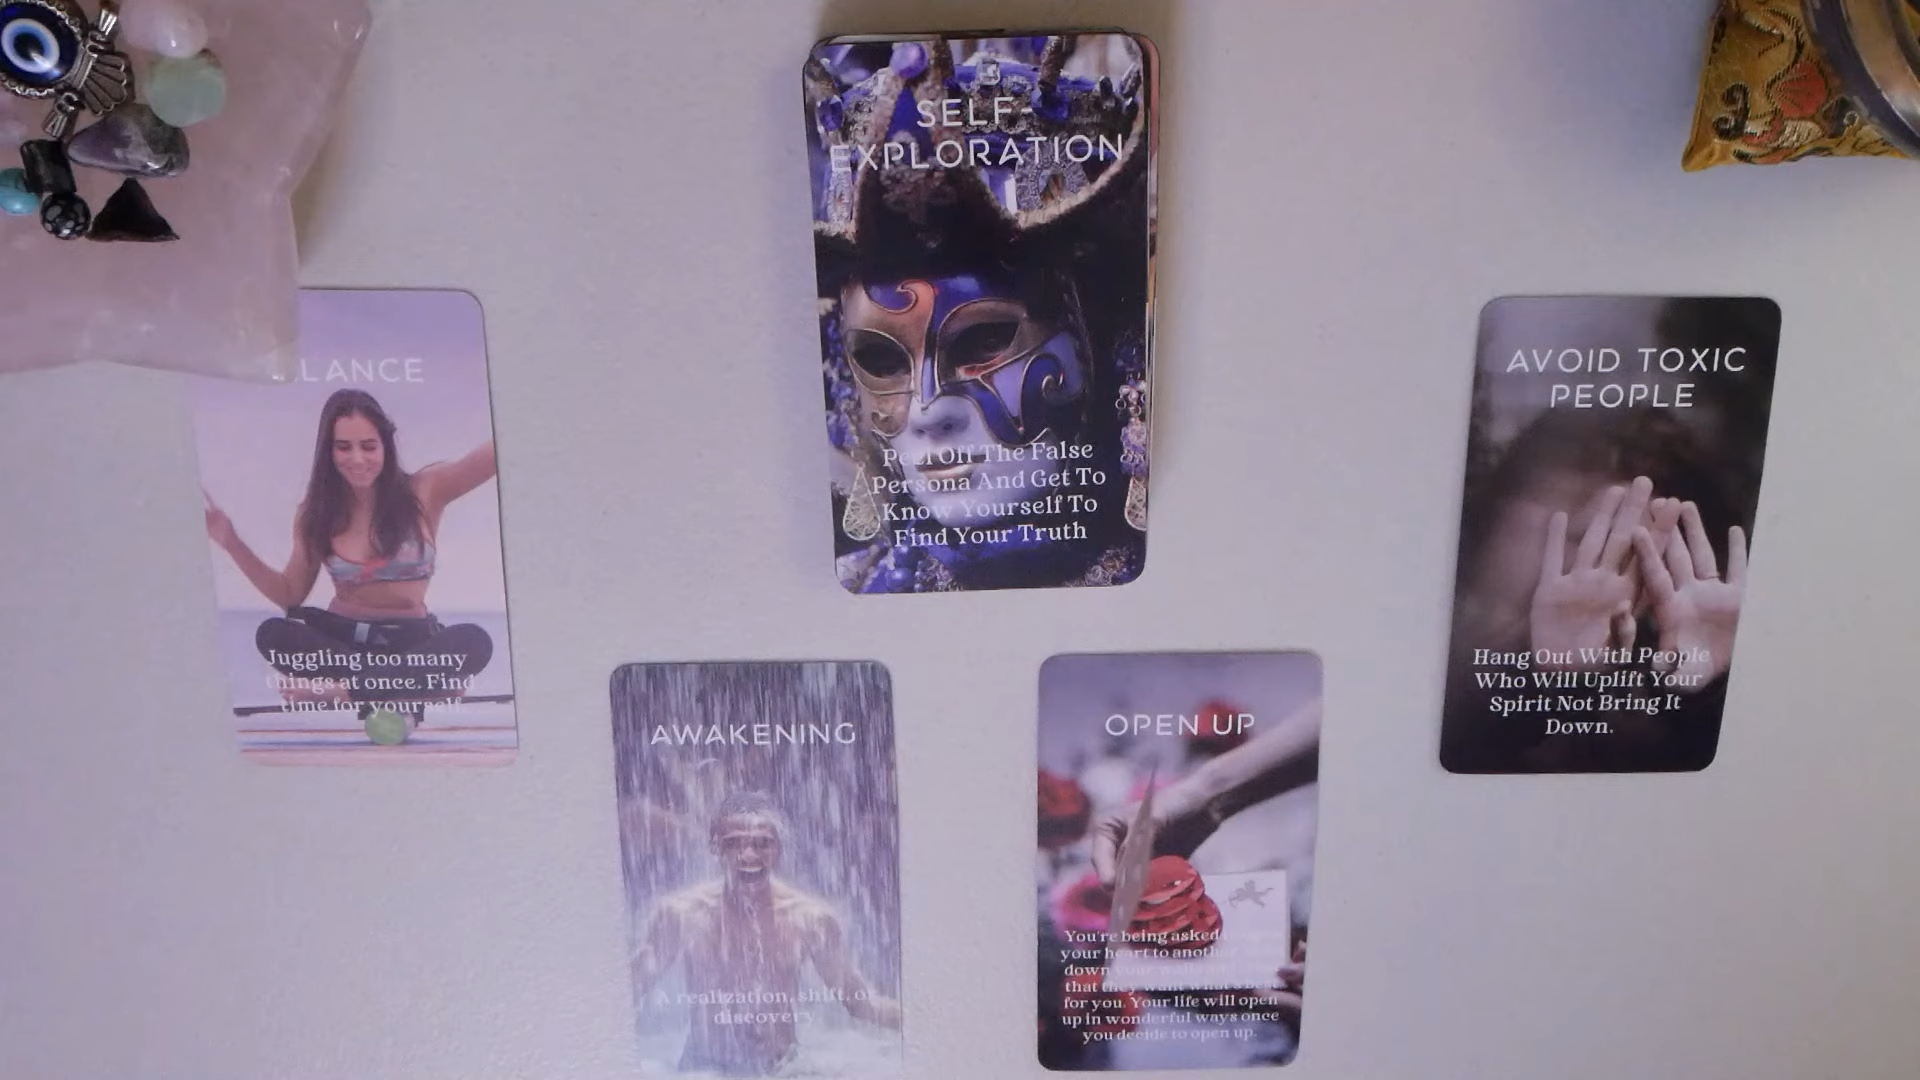 SELF-
EXPLORATION
Peel Off The False
Persona And Get To
Know Yourself To
Find Your Truth
LANCE
Juggling too many
things at once. Find
time for yourself
AWAKENING
A realization, shift, or
discovery
OPEN UP
You're being asked
your heart to another
down your walls
that they want what's best
for you. Your life will open
up in wonderful ways once
you decide to open up.
AVOID TOXIC
PEOPLE
Hang Out With People
Who Will Uplift Your
Spirit Not Bring It
Down.